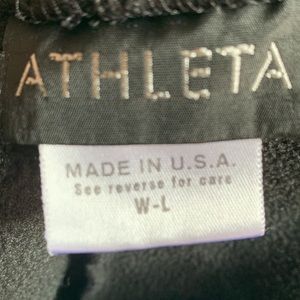 ATHLETA
MADE IN U.S.A.
See reverse for care
W-L